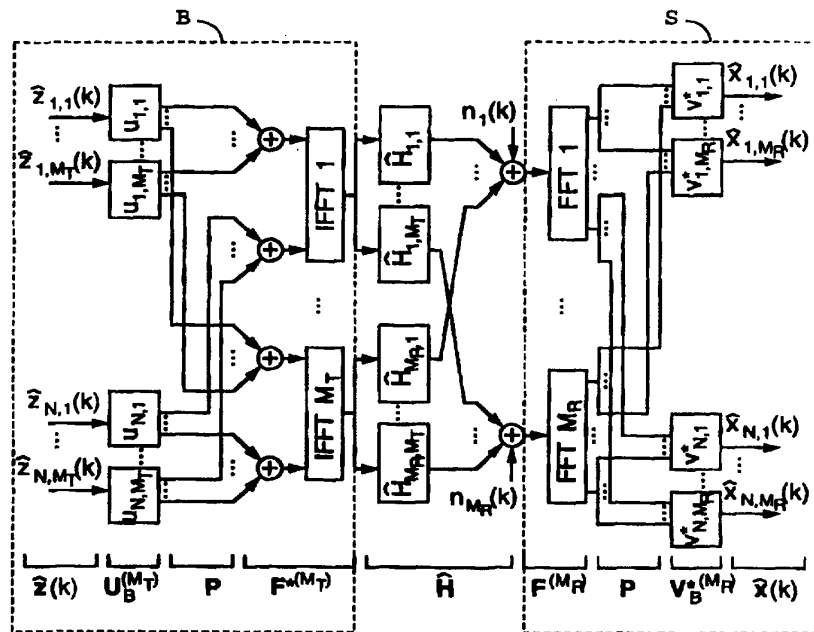 B
S
ẑ1,1(k)
u1,1
ẑ1,MT(k)
u1,MT
IFFT 1
Ĥ1,1
Ĥ1,MT
n1(k)
FFT 1
v*1,1
x̂1,1(k)
v*1,MR
x̂1,MR(k)
ẑN,1(k)
uN,1
ẑN,MT(k)
uN,MT
IFFT MT
ĤMR,1
ĤMR,MT
nMR(k)
FFT MR
v*N,1
x̂N,1(k)
v*N,MR
x̂N,MR(k)
ẑ(k) UB(MT) P F*(MT) Ĥ F(MR) P V*B(MR) x̂(k)